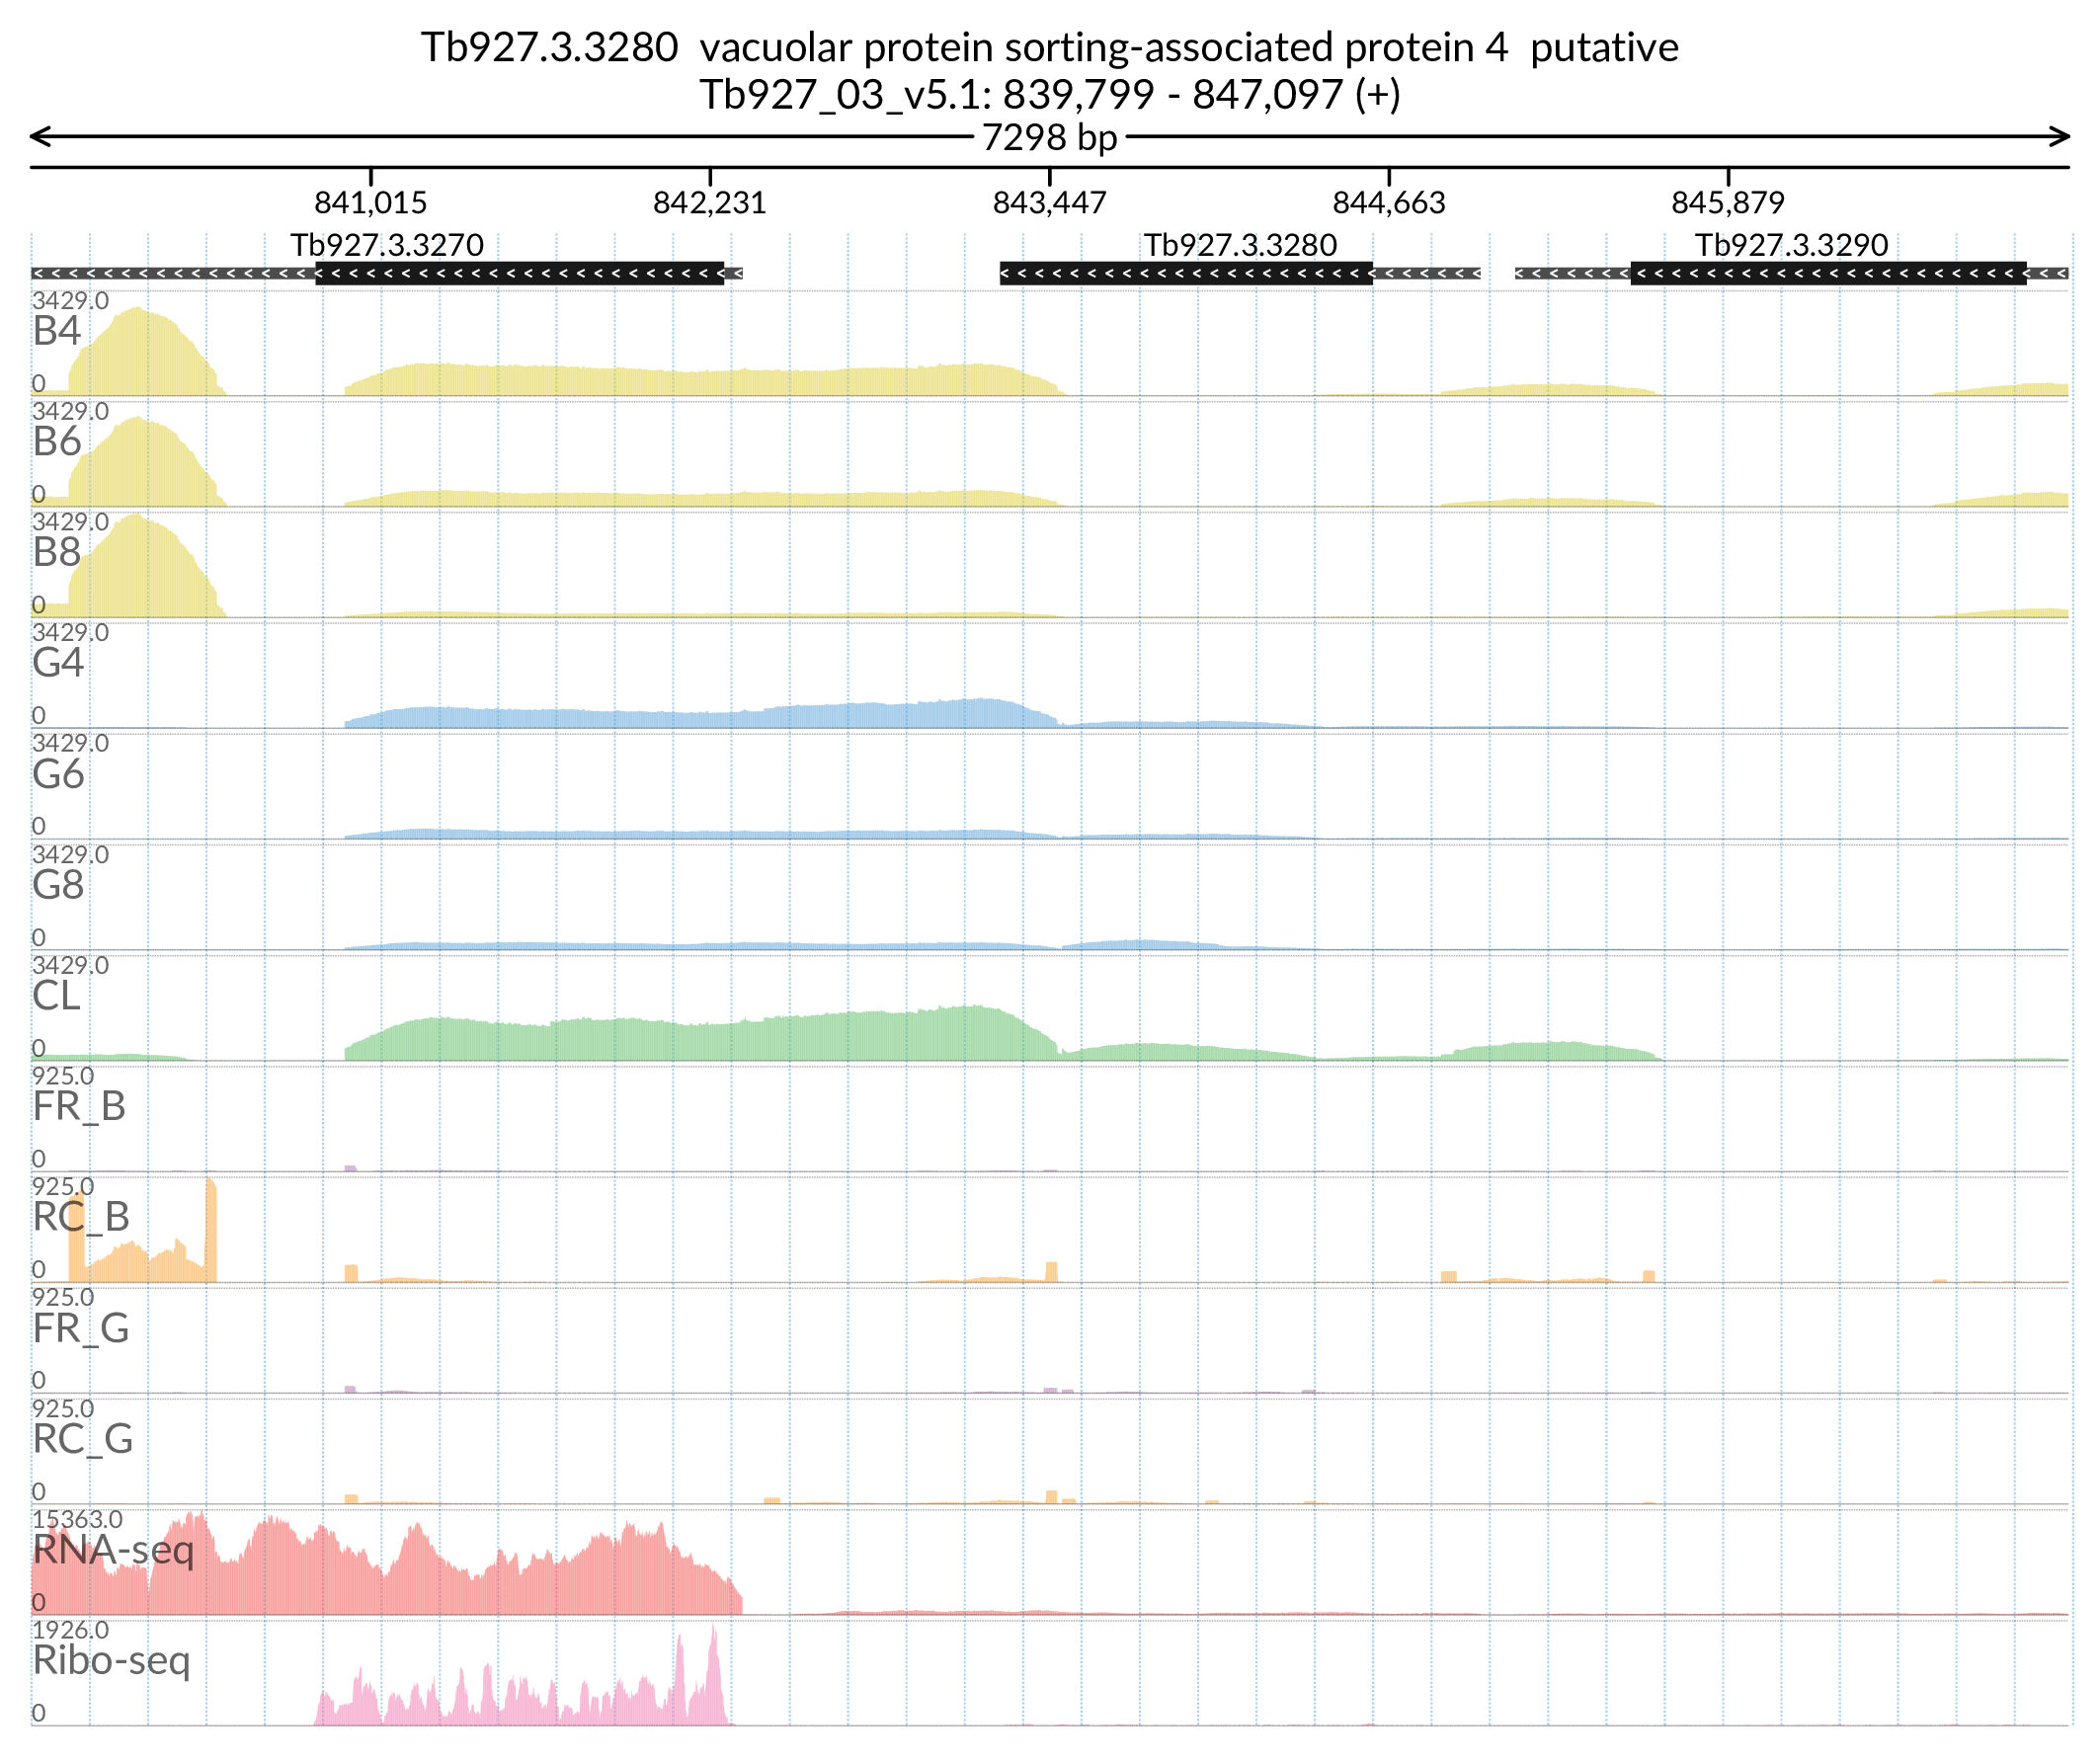 Tb927.3.3280 vacuolar protein sorting-associated protein 4 putative
Tb927_03_v5.1: 839,799 - 847,097 (+)
7298 bp
841,015 842,231 843,447 844,663 845,879
Tb927.3.3270 Tb927.3.3280 Tb927.3.3290
3429.0
B4
0
3429.0
B6
0
3429.0
B8
0
3429.0
G4
0
3429.0
G6
0
3429.0
G8
0
3429.0
CL
0
925.0
FR_B
0
925.0
RC_B
0
925.0
FR_G
0
925.0
RC_G
0
15363.0
RNA-seq
0
1926.0
Ribo-seq
0